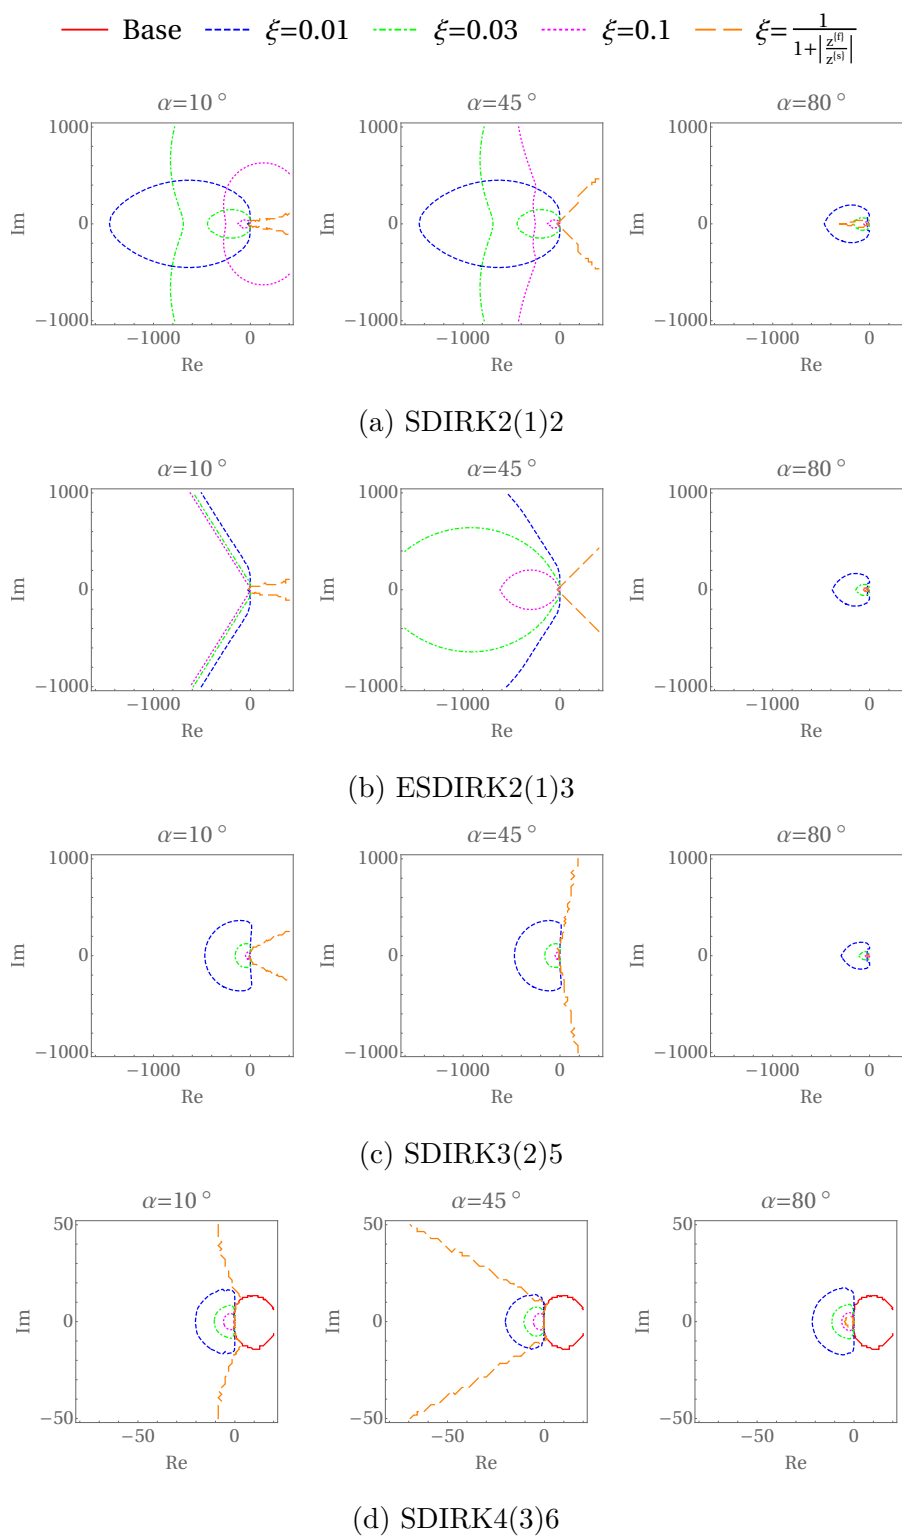 Base ξ=0.01 ξ=0.03 ξ=0.1 ξ=1/(1+|z^{f}/z^{s}|)
α=10° α=45° α=80°
1000 1000 1000
Im 0 Im 0 Im 0
−1000 −1000 −1000
−1000 0 −1000 0 −1000 0
Re Re Re
(a) SDIRK2(1)2
α=10° α=45° α=80°
1000 1000 1000
Im 0 Im 0 Im 0
−1000 −1000 −1000
−1000 0 −1000 0 −1000 0
Re Re Re
(b) ESDIRK2(1)3
α=10° α=45° α=80°
1000 1000 1000
Im 0 Im 0 Im 0
−1000 −1000 −1000
−1000 0 −1000 0 −1000 0
Re Re Re
(c) SDIRK3(2)5
α=10° α=45° α=80°
50 50 50
Im 0 Im 0 Im 0
−50 −50 −50
−50 0 −50 0 −50 0
Re Re Re
(d) SDIRK4(3)6